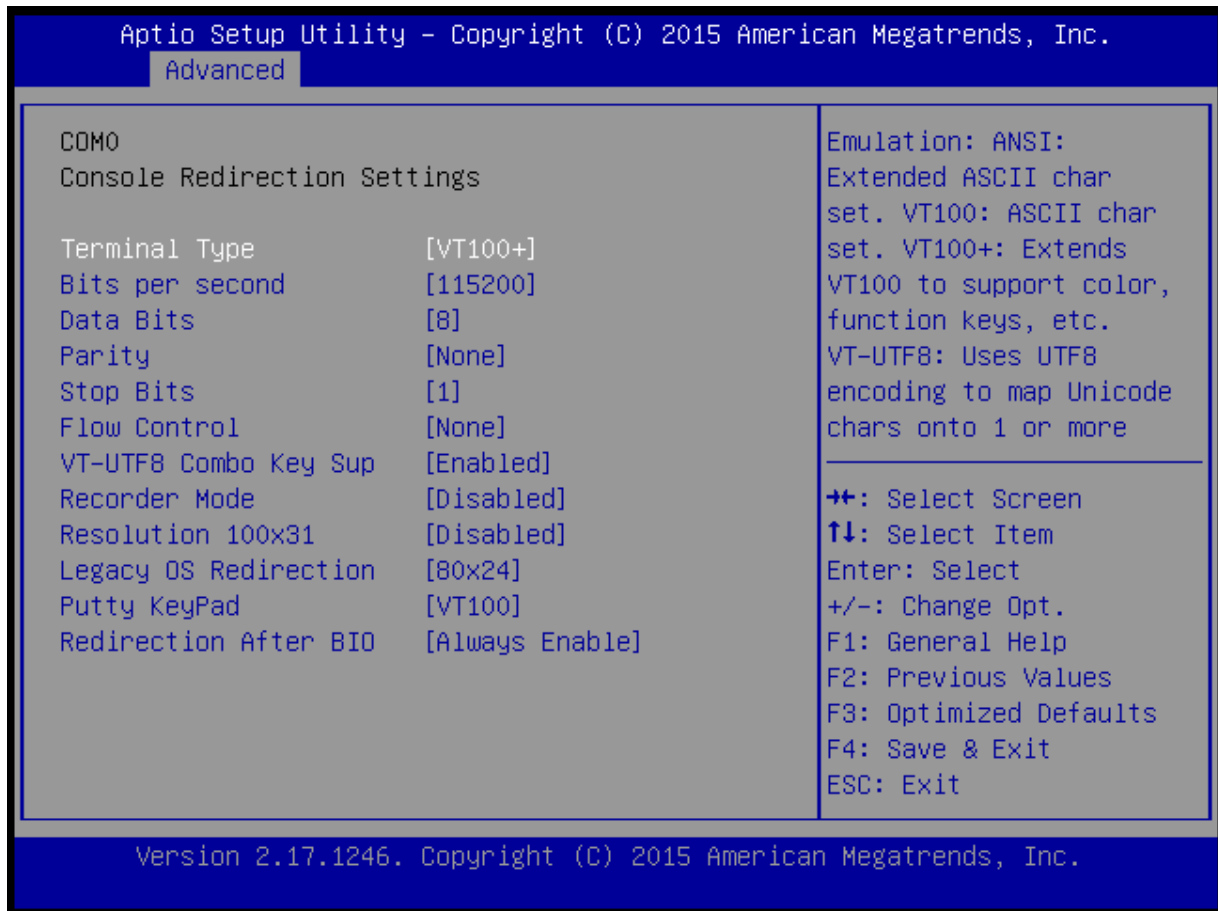 Aptio Setup Utility – Copyright (C) 2015 American Megatrends, Inc.
Advanced
COM0
Console Redirection Settings
Terminal Type [VT100+]
Bits per second [115200]
Data Bits [8]
Parity [None]
Stop Bits [1]
Flow Control [None]
VT-UTF8 Combo Key Sup [Enabled]
Recorder Mode [Disabled]
Resolution 100x31 [Disabled]
Legacy OS Redirection [80x24]
Putty KeyPad [VT100]
Redirection After BIO [Always Enable]
Emulation: ANSI:
Extended ASCII char
set. VT100: ASCII char
set. VT100+: Extends
VT100 to support color,
function keys, etc.
VT-UTF8: Uses UTF8
encoding to map Unicode
chars onto 1 or more
→←: Select Screen
↑↓: Select Item
Enter: Select
+/-: Change Opt.
F1: General Help
F2: Previous Values
F3: Optimized Defaults
F4: Save & Exit
ESC: Exit
Version 2.17.1246. Copyright (C) 2015 American Megatrends, Inc.